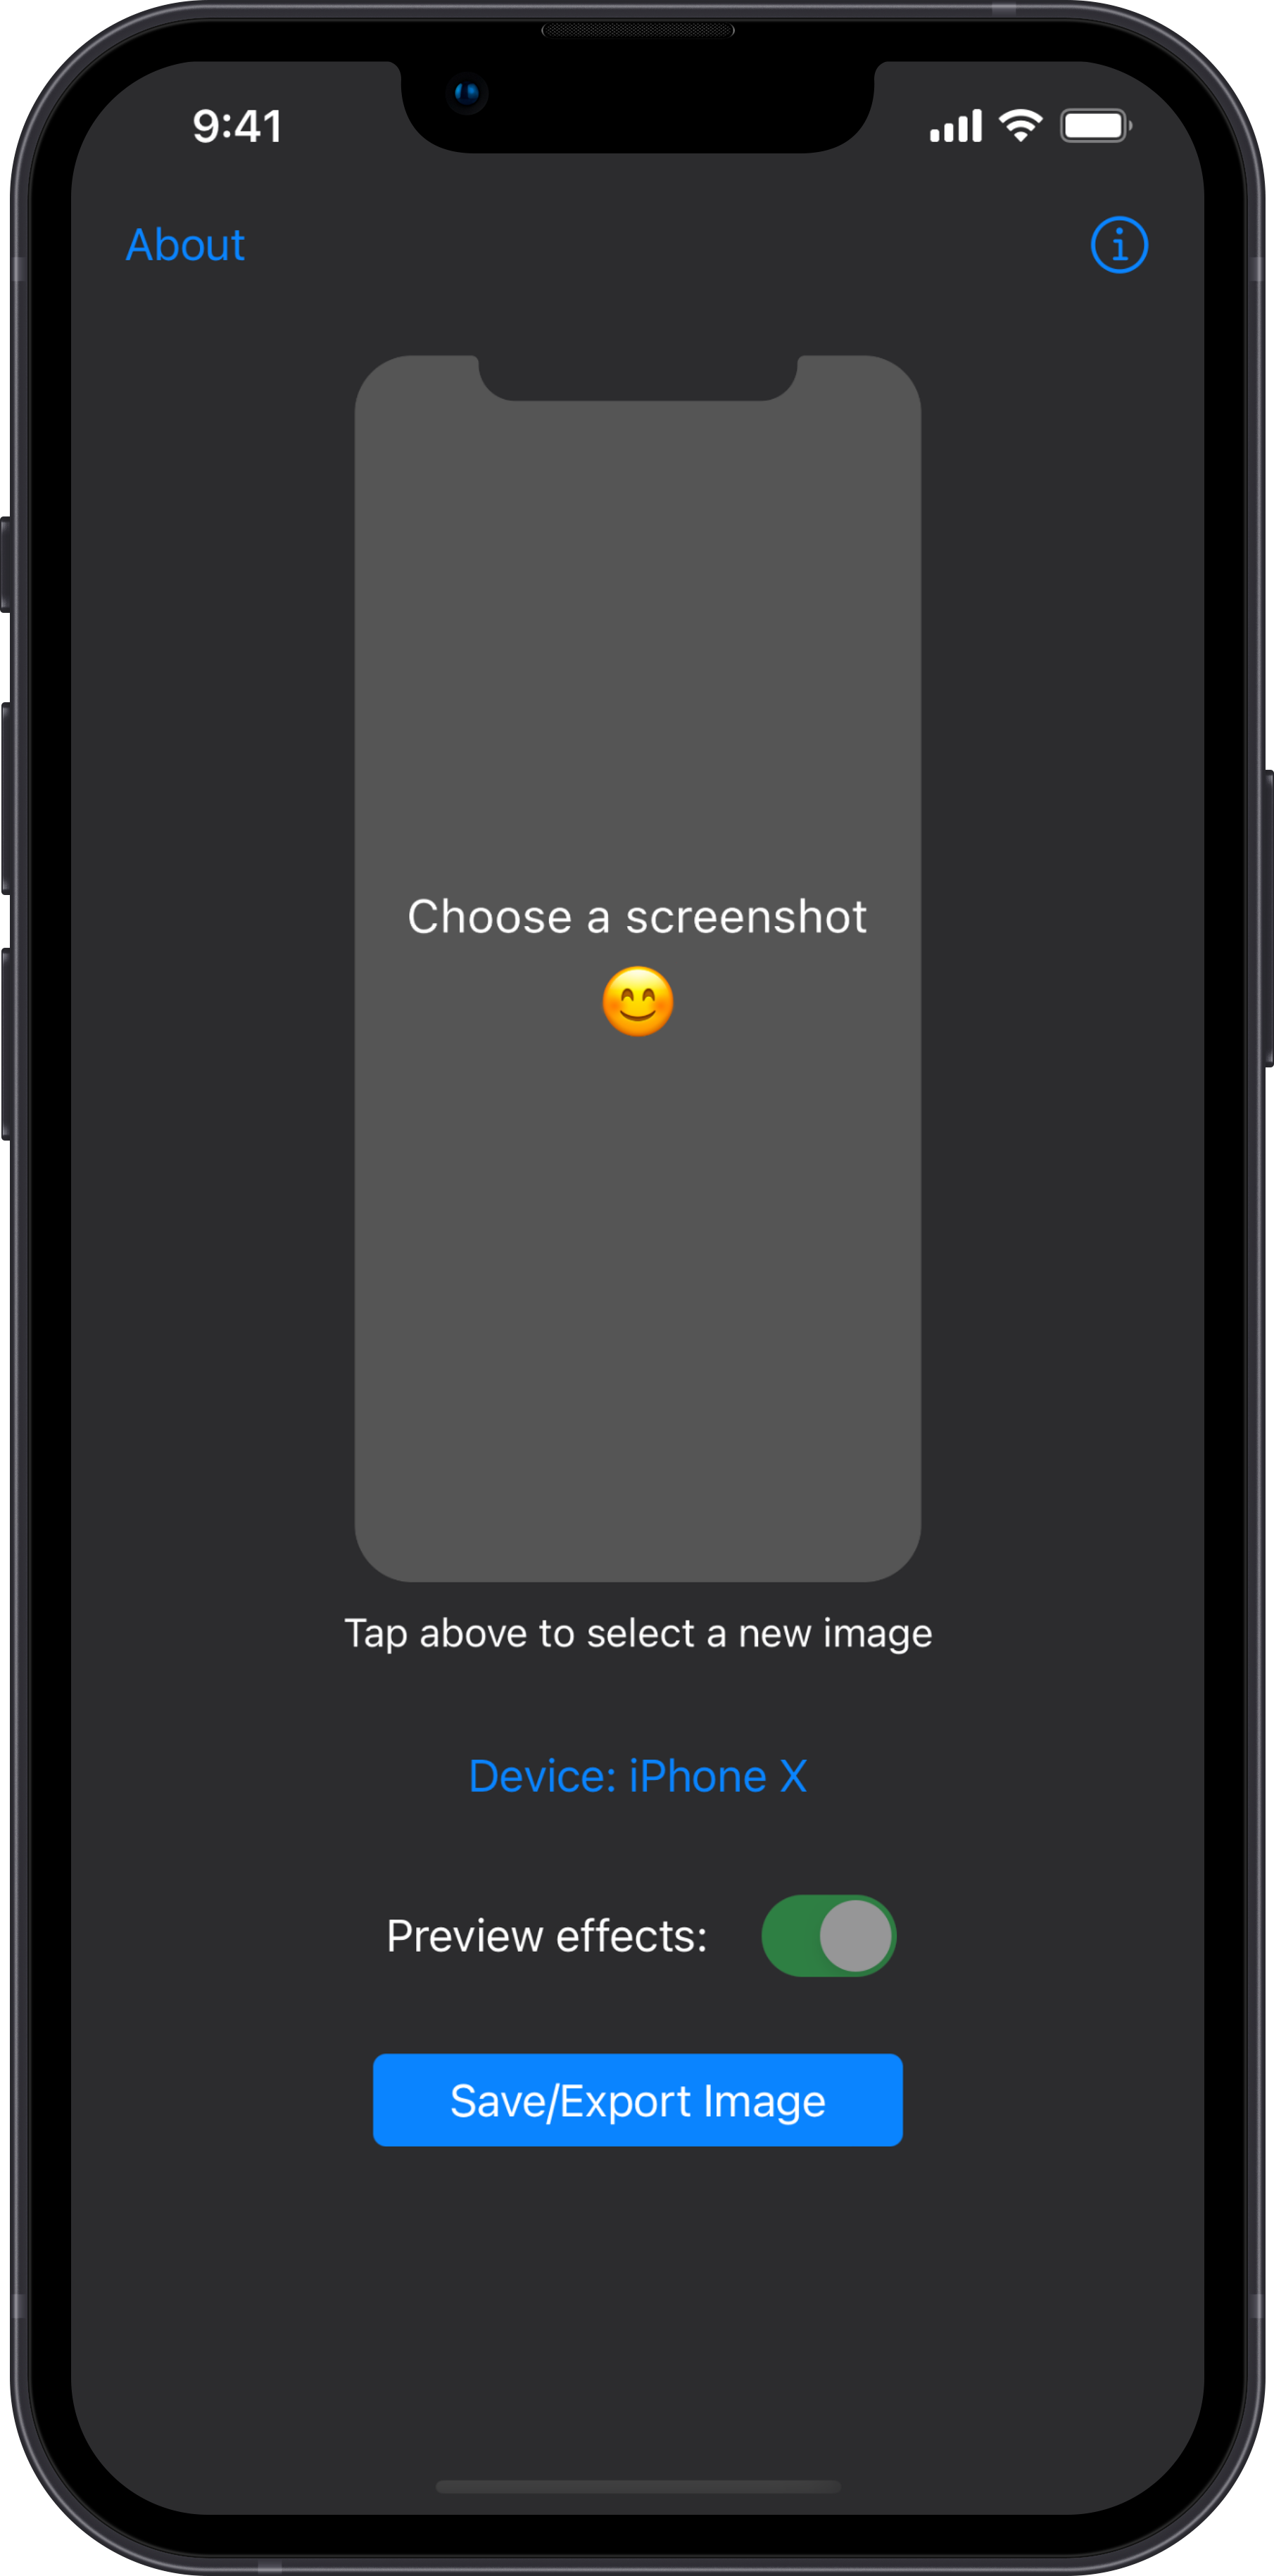 9:41
About
Choose a screenshot
😊
Tap above to select a new image
Device: iPhone X
Preview effects:
Save/Export Image